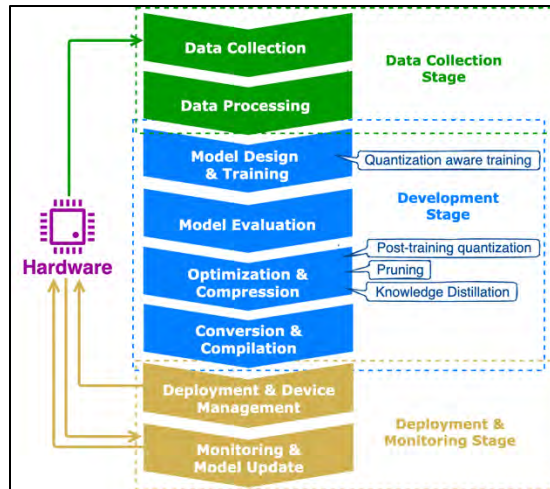 Data Collection
Data Collection
Stage
Data Processing
Model Design
& Training
Quantization aware training
Development
Stage
Model Evaluation
Post-training quantization
Optimization &
Compression
Pruning
Knowledge Distillation
Hardware
Conversion &
Compilation
Deployment & Device
Management
Deployment &
Monitoring Stage
Monitoring &
Model Update